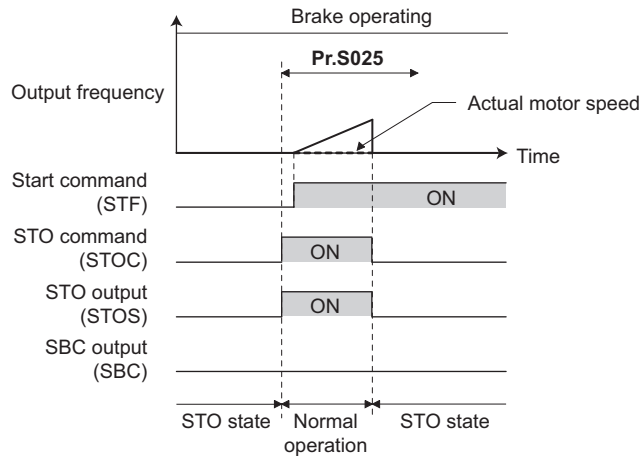 Brake operating
Pr.S025
Output frequency
Actual motor speed
Time
Start command
(STF)
ON
STO command
(STOC)
ON
STO output
(STOS)
ON
SBC output
(SBC)
STO state
Normal
operation
STO state